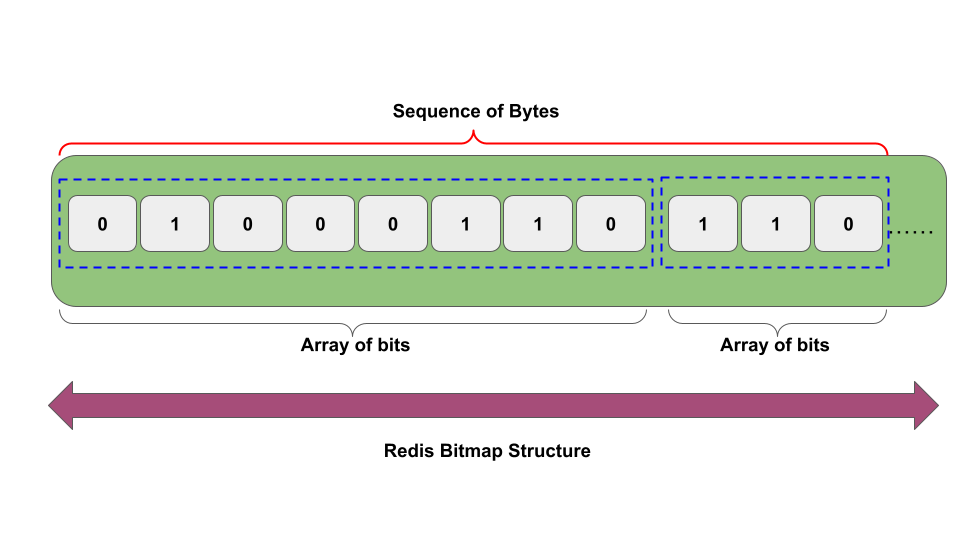 Sequence of Bytes
0 1 0 0 0 1 1 0 1 1 0 ......
Array of bits Array of bits
Redis Bitmap Structure